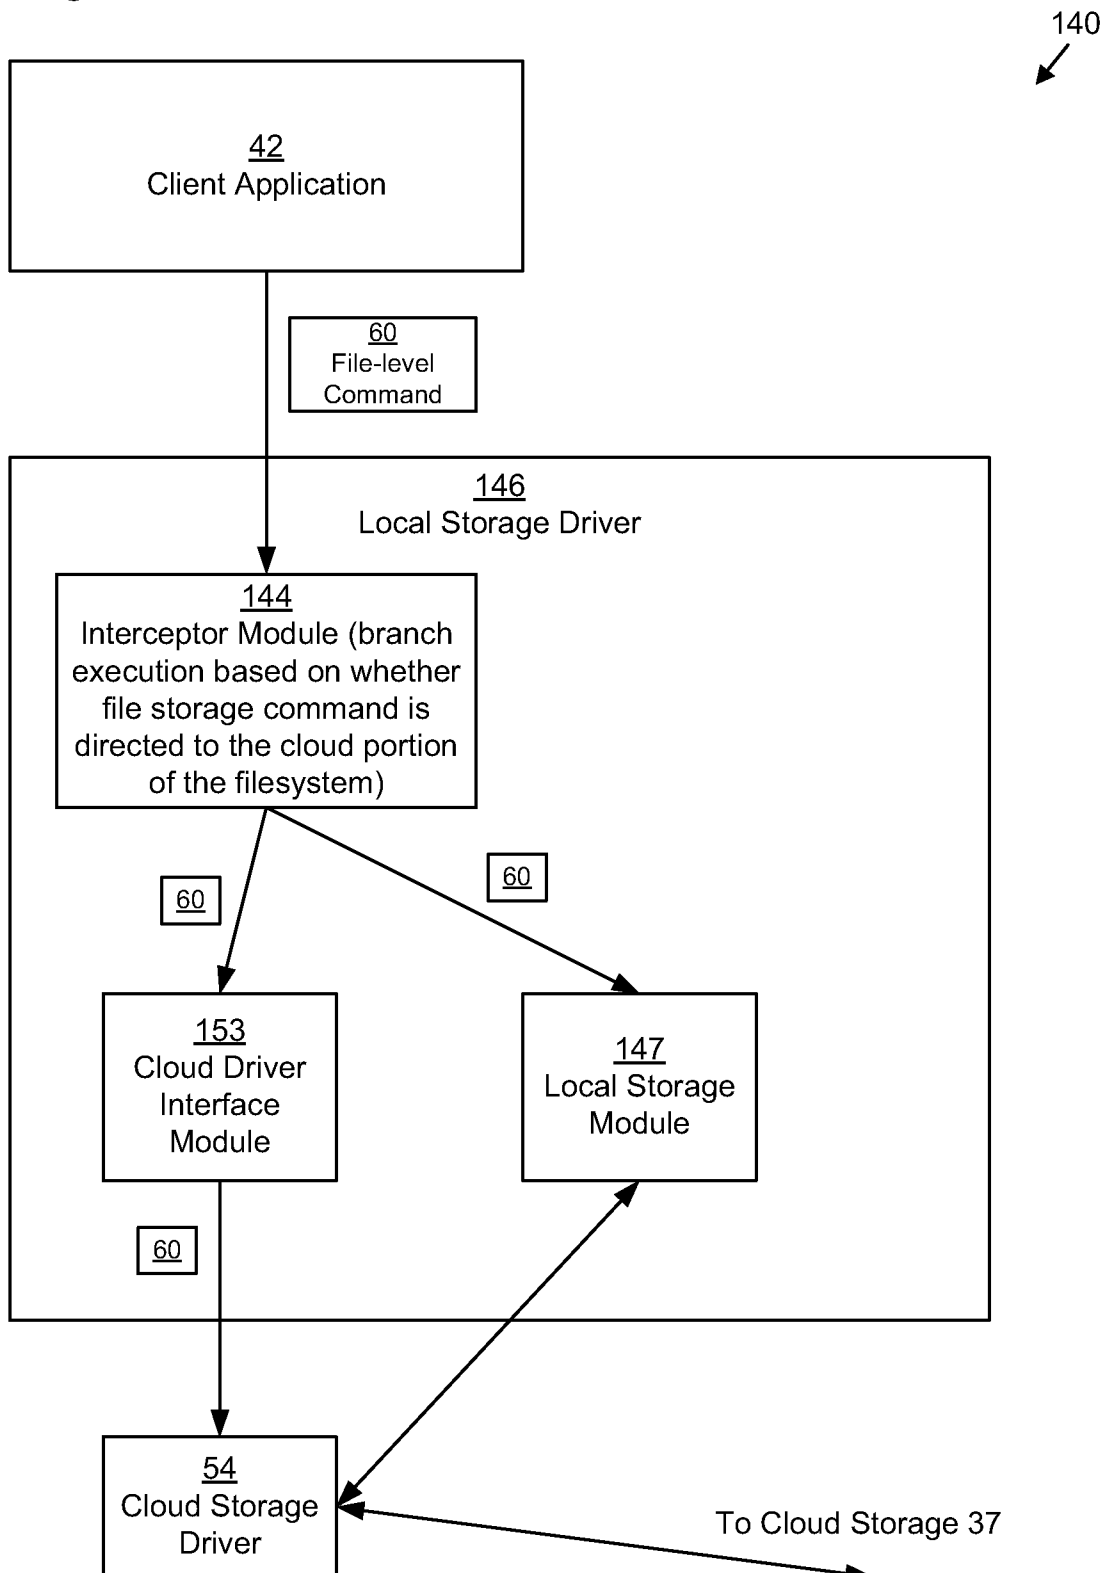 140
42
Client Application
60
File-level
Command
146
Local Storage Driver
144
Interceptor Module (branch
execution based on whether
file storage command is
directed to the cloud portion
of the filesystem)
60
60
153
Cloud Driver
Interface
Module
147
Local Storage
Module
60
54
Cloud Storage
Driver
To Cloud Storage 37